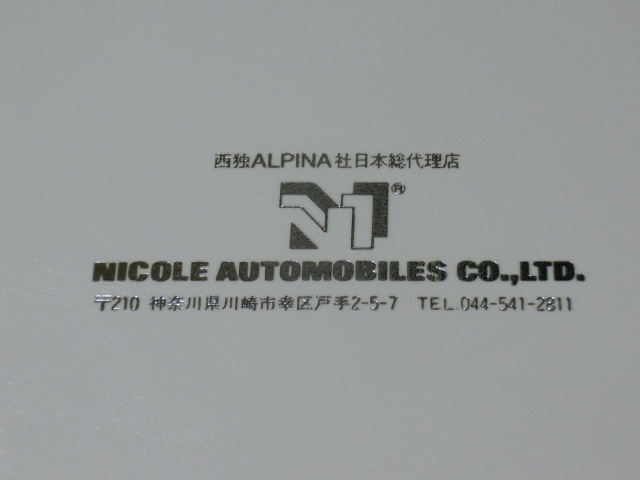 西独ALPINA社日本総代理店
N ®
NICOLE AUTOMOBILES CO.,LTD.
〒210 神奈川県川崎市幸区戸手2-5-7 TEL.044-541-2811